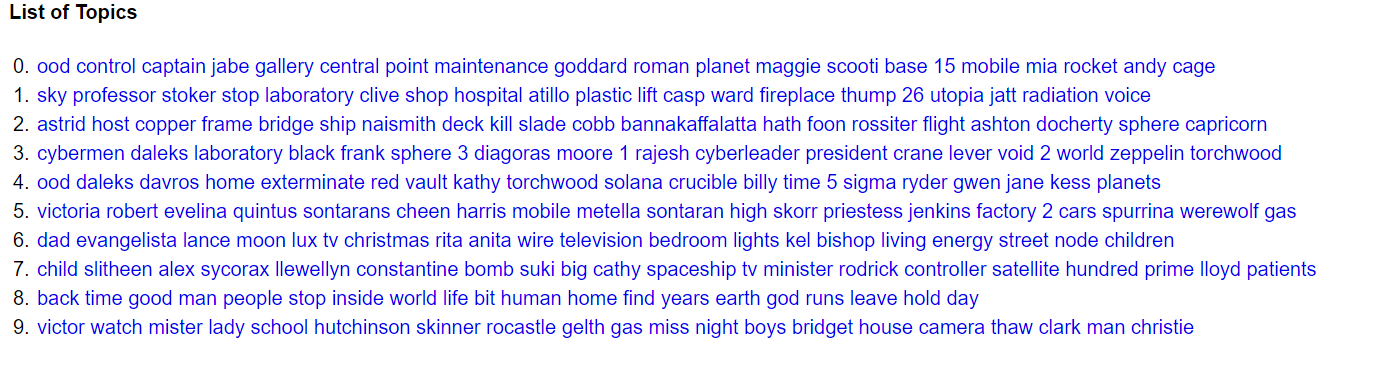 List of Topics
0. ood control captain jabe gallery central point maintenance goddard roman planet maggie scooti base 15 mobile mia rocket andy cage
1. sky professor stoker stop laboratory clive shop hospital atillo plastic lift casp ward fireplace thump 26 utopia jatt radiation voice
2. astrid host copper frame bridge ship naismith deck kill slade cobb bannakaffalatta hath foon rossiter flight ashton docherty sphere capricorn
3. cybermen daleks laboratory black frank sphere 3 diagoras moore 1 rajesh cyberleader president crane lever void 2 world zeppelin torchwood
4. ood daleks davros home exterminate red vault kathy torchwood solana crucible billy time 5 sigma ryder gwen jane kess planets
5. victoria robert evelina quintus sontarans cheen harris mobile metella sontaran high skorr priestess jenkins factory 2 cars spurrina werewolf gas
6. dad evangelista lance moon lux tv christmas rita anita wire television bedroom lights kel bishop living energy street node children
7. child slitheen alex sycorax llewellyn constantine bomb suki big cathy spaceship tv minister rodrick controller satellite hundred prime lloyd patients
8. back time good man people stop inside world life bit human home find years earth god runs leave hold day
9. victor watch mister lady school hutchinson skinner rocastle gelth gas miss night boys bridget house camera thaw clark man christie